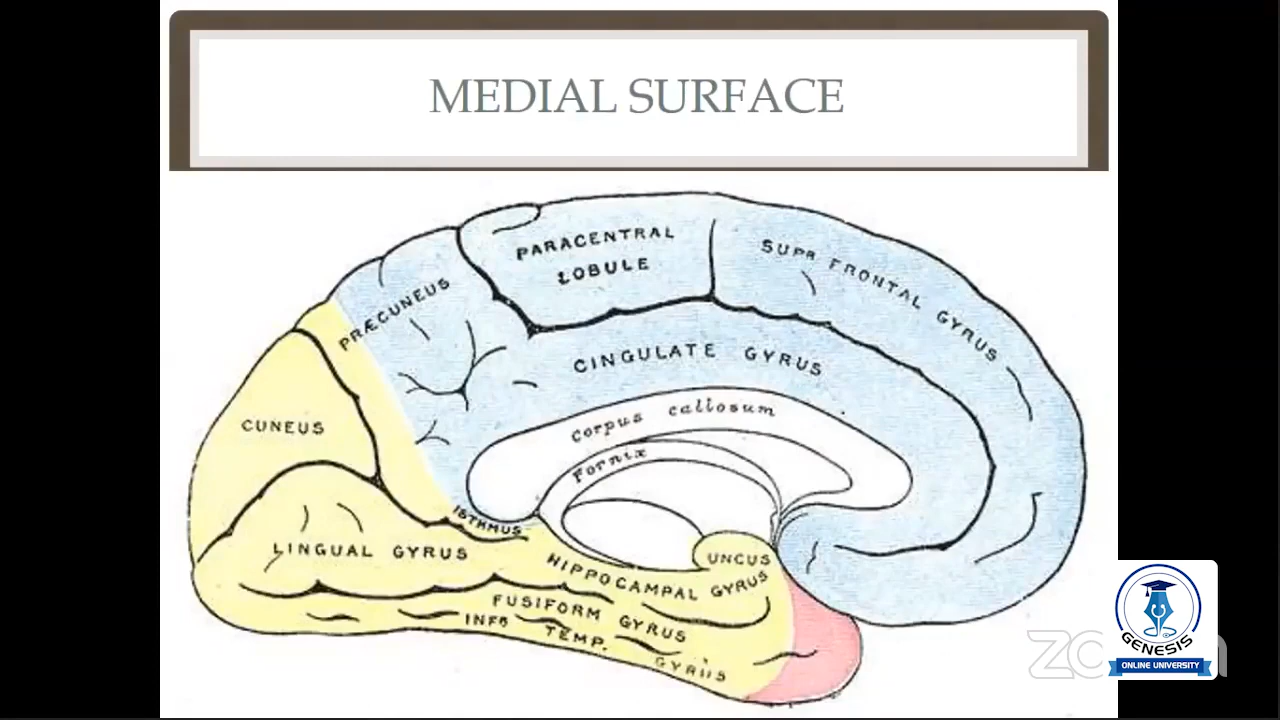 MEDIAL SURFACE
PARACENTRAL
LOBULE
SUPR FRONTAL GYRUS
PRÆCUNEUS
CINGULATE GYRUS
Corpus callosum
CUNEUS
Fornix
ISTHMUS
LINGUAL GYRUS
UNCUS
HIPPOCAMPAL GYRUS
FUSIFORM GYRUS
INFR TEMP. GYRUS
zoom
GENESIS
ONLINE UNIVERSITY